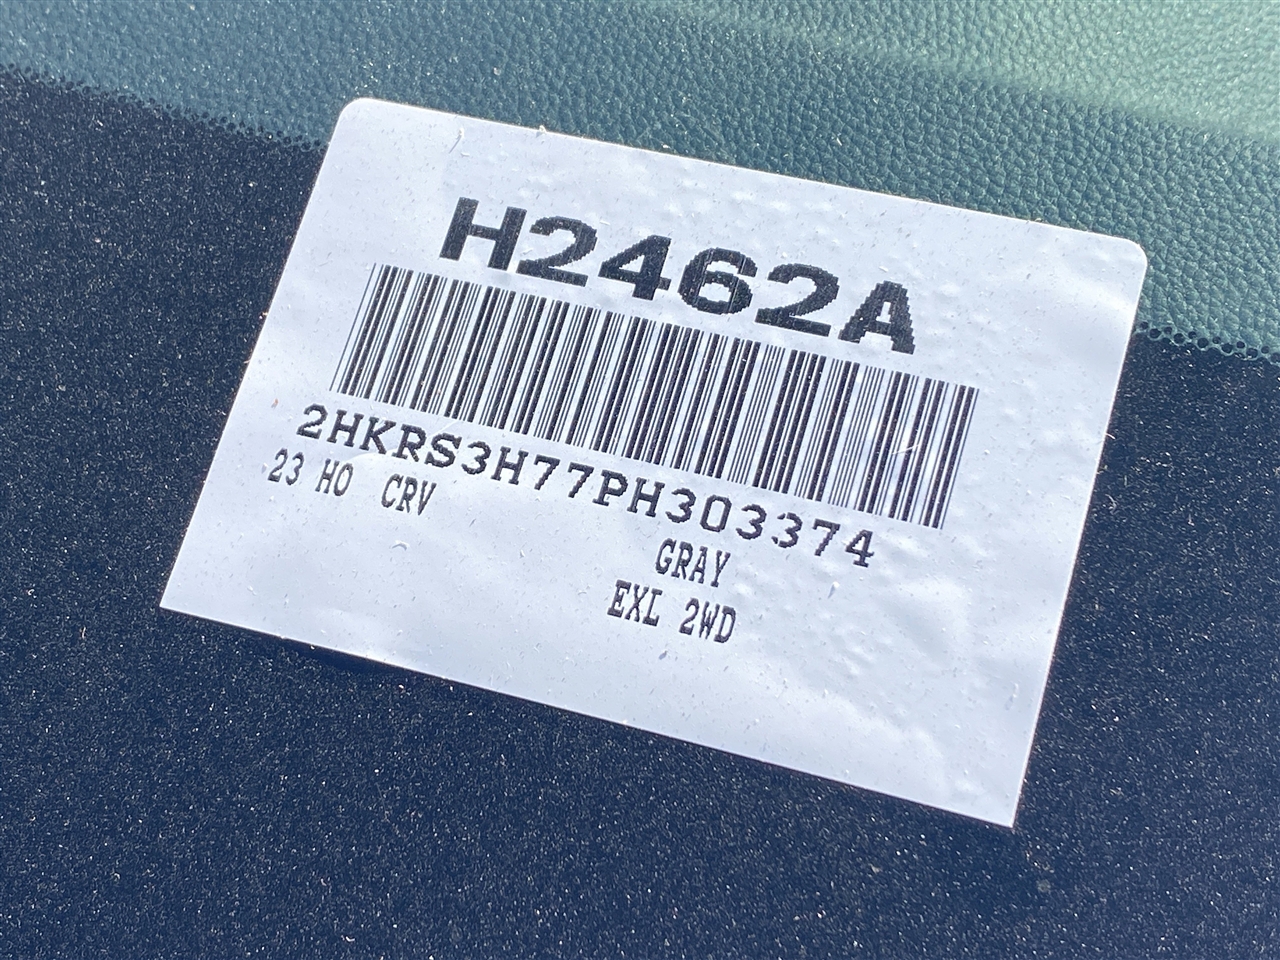 H2462A
2HKRS3H77PH303374
23 HO CRV
GRAY
EXL 2WD